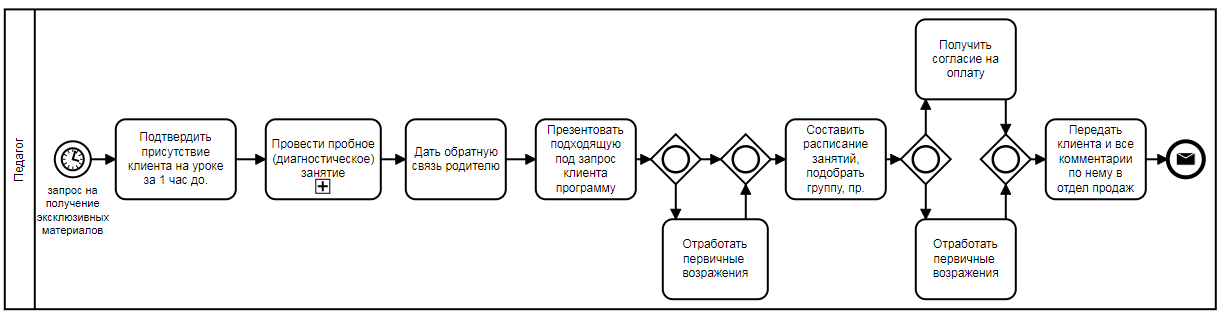 Педагог
запрос на
получение
эксклюзивных
материалов
Подтвердить
присутствие
клиента на уроке
за 1 час до.
Провести пробное
(диагностическое)
занятие
Дать обратную
связь родителю
Презентовать
подходящую
под запрос
клиента
программу
Отработать
первичные
возражения
Составить
расписание
занятий,
подобрать
группу, пр.
Получить
согласие на
оплату
Отработать
первичные
возражения
Передать
клиента и все
комментарии
по нему в
отдел продаж